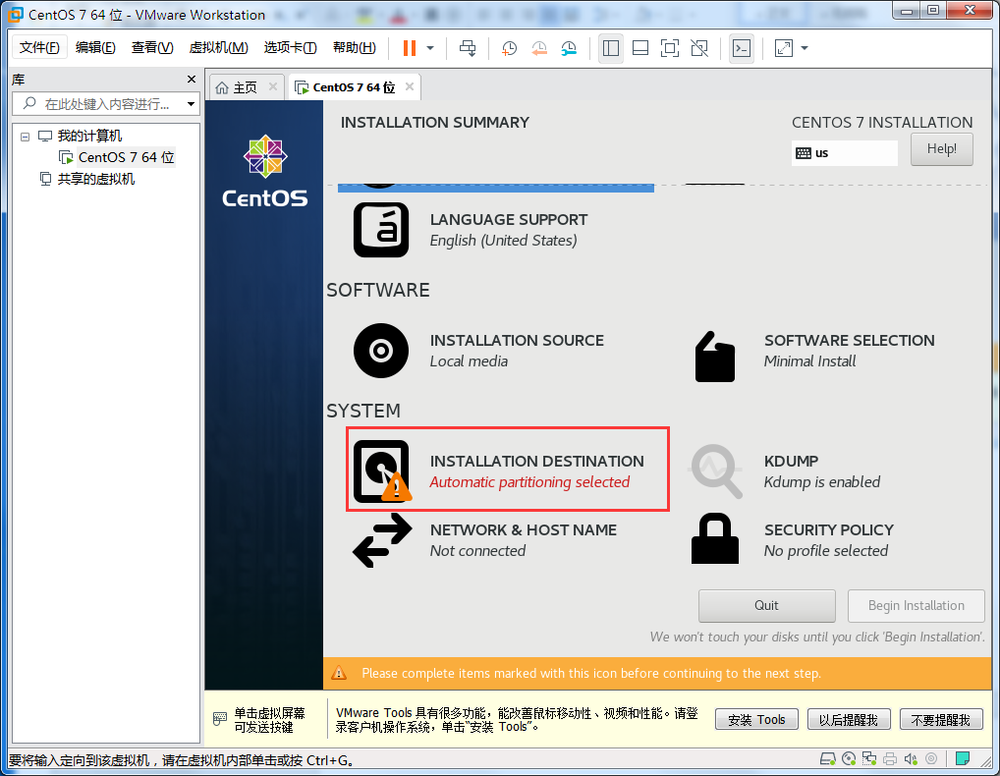 CentOS 7 64 位 - VMware Workstation
文件(F) 编辑(E) 查看(V) 虚拟机(M) 选项卡(T) 帮助(H)
库
在此处键入内容进行...
我的计算机
CentOS 7 64 位
共享的虚拟机
主页
CentOS 7 64 位
CentOS
INSTALLATION SUMMARY
CENTOS 7 INSTALLATION
us
Help!
LANGUAGE SUPPORT
English (United States)
SOFTWARE
INSTALLATION SOURCE
Local media
SOFTWARE SELECTION
Minimal Install
SYSTEM
INSTALLATION DESTINATION
Automatic partitioning selected
KDUMP
Kdump is enabled
NETWORK & HOST NAME
Not connected
SECURITY POLICY
No profile selected
Quit
Begin Installation
We won't touch your disks until you click 'Begin Installation'.
Please complete items marked with this icon before continuing to the next step.
单击虚拟屏幕
可发送按键
VMware Tools 具有很多功能，能改善鼠标移动性、视频和性能。请登
录客户机操作系统，单击“安装 Tools”。
安装 Tools
以后提醒我
不要提醒我
要将输入定向到该虚拟机，请在虚拟机内部单击或按 Ctrl+G。